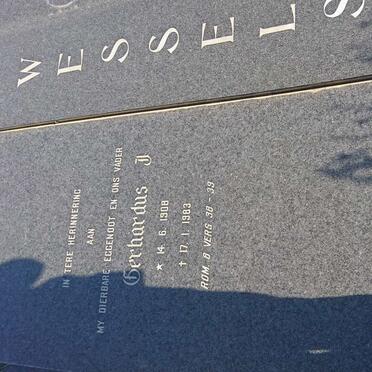 WESSELS
IN TERE HERINNERING
AAN
MY DIERBARE EGGENOOT EN ONS VADER
Gerhardus J
★ 14. 6. 1908
† 17. 1. 1983
ROM. 8 VERS 38 - 39